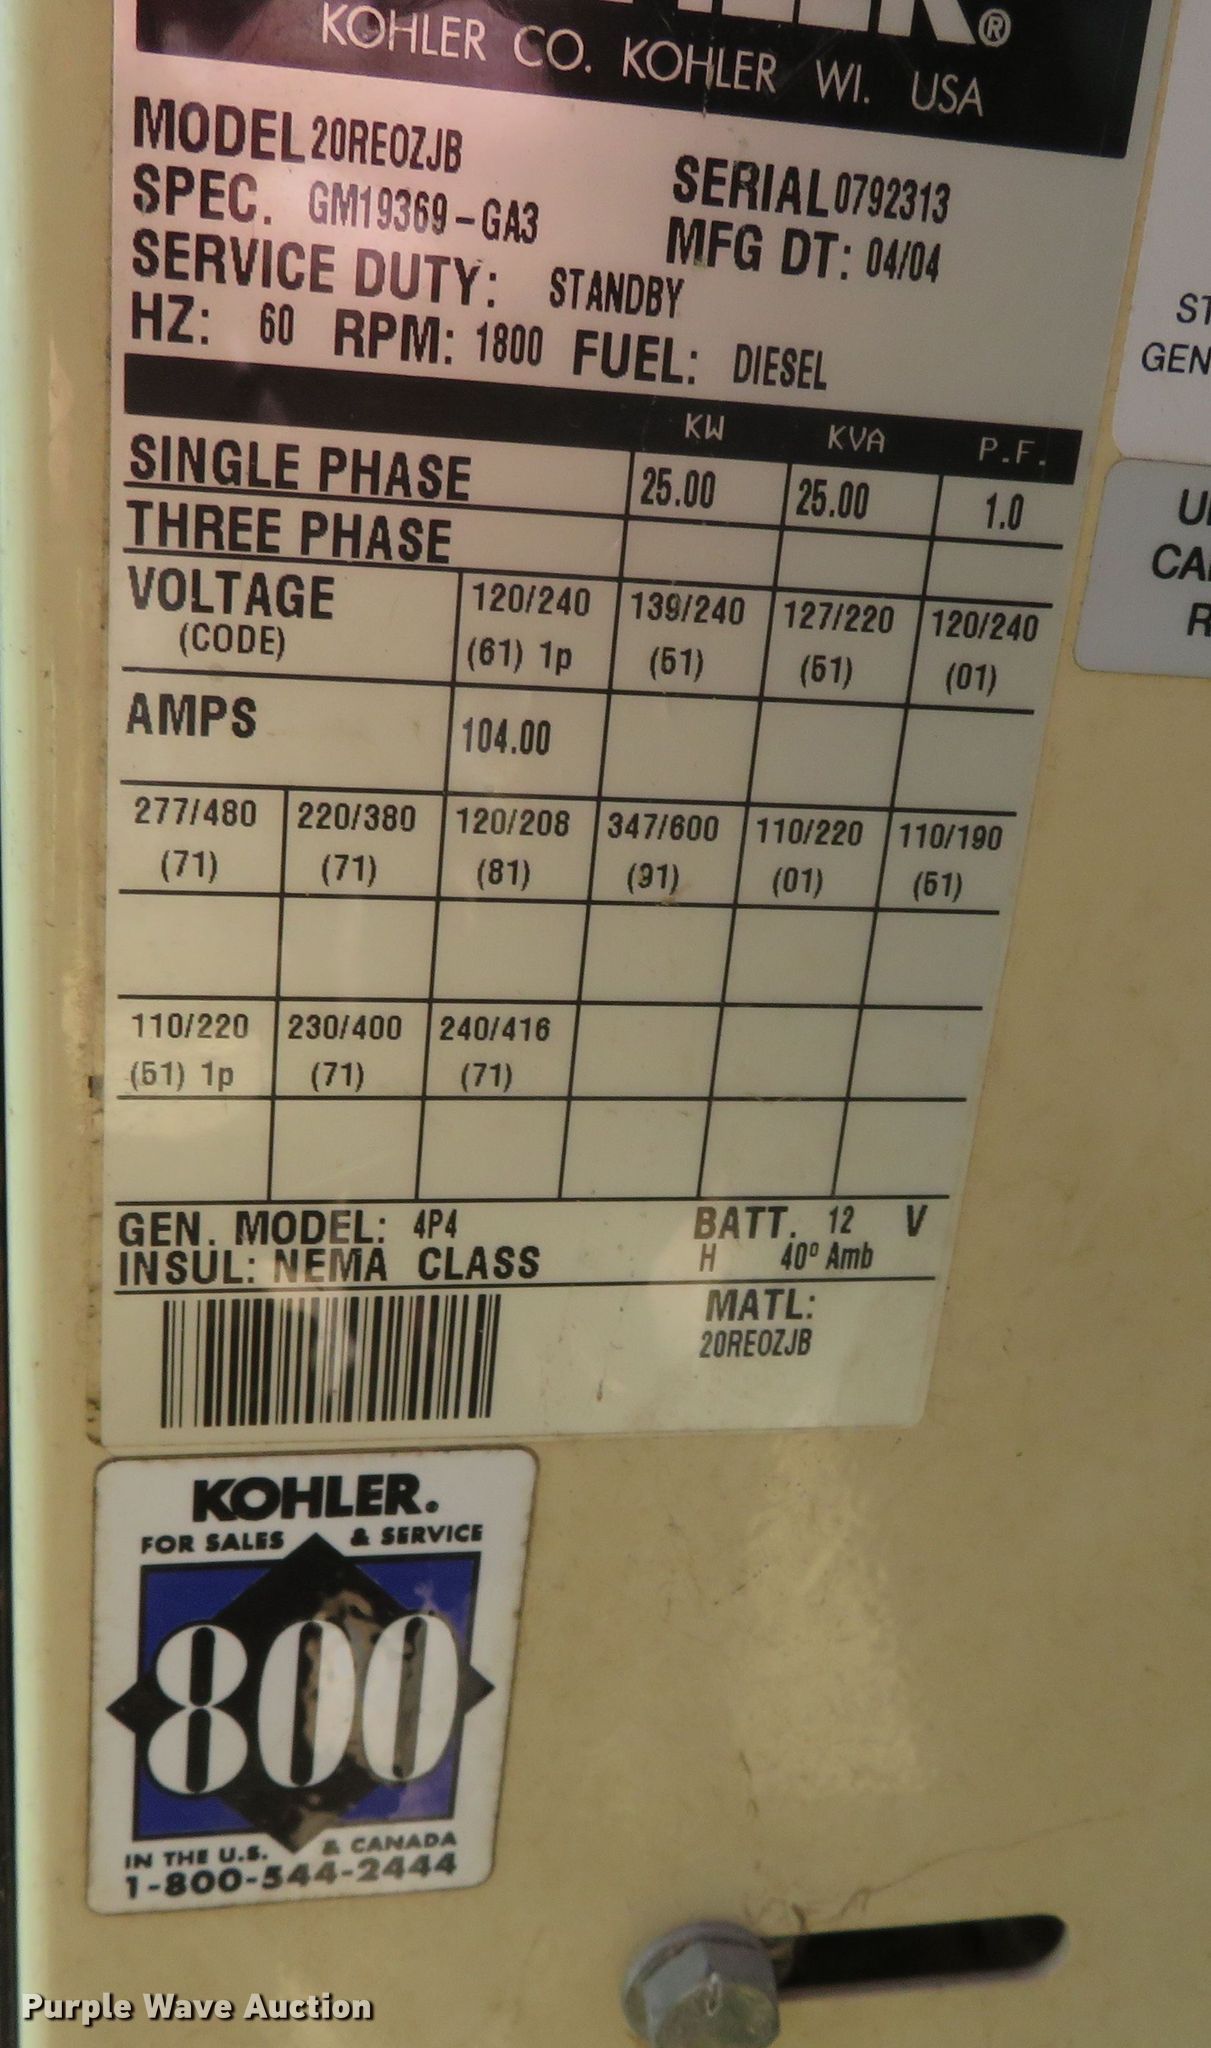 KOHLER CO. KOHLER WI. USA
MODEL 20REOZJB
SERIAL 0792313
SPEC. GM19369-GA3
MFG DT: 04/04
SERVICE DUTY: STANDBY
HZ: 60 RPM: 1800 FUEL: DIESEL
KW KVA P.F.
SINGLE PHASE 25.00 25.00 1.0
THREE PHASE
VOLTAGE 120/240 139/240 127/220 120/240
(CODE) (61) 1p (51) (61) (01)
AMPS 104.00
277/480 220/380 120/208 347/600 110/220 110/190
(71) (71) (81) (91) (01) (61)
110/220 230/400 240/416
(51) 1p (71) (71)
GEN. MODEL: 4P4 BATT. 12 V
INSUL: NEMA CLASS H 40º Amb
MATL:
20REOZJB
KOHLER.
FOR SALES & SERVICE
800
IN THE U.S. & CANADA
1-800-544-2444
Purple Wave Auction